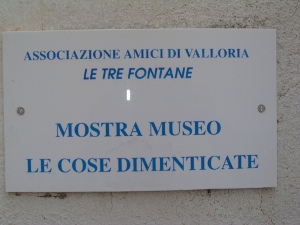 ASSOCIAZIONE AMICI DI VALLORIA
LE TRE FONTANE
MOSTRA MUSEO
LE COSE DIMENTICATE